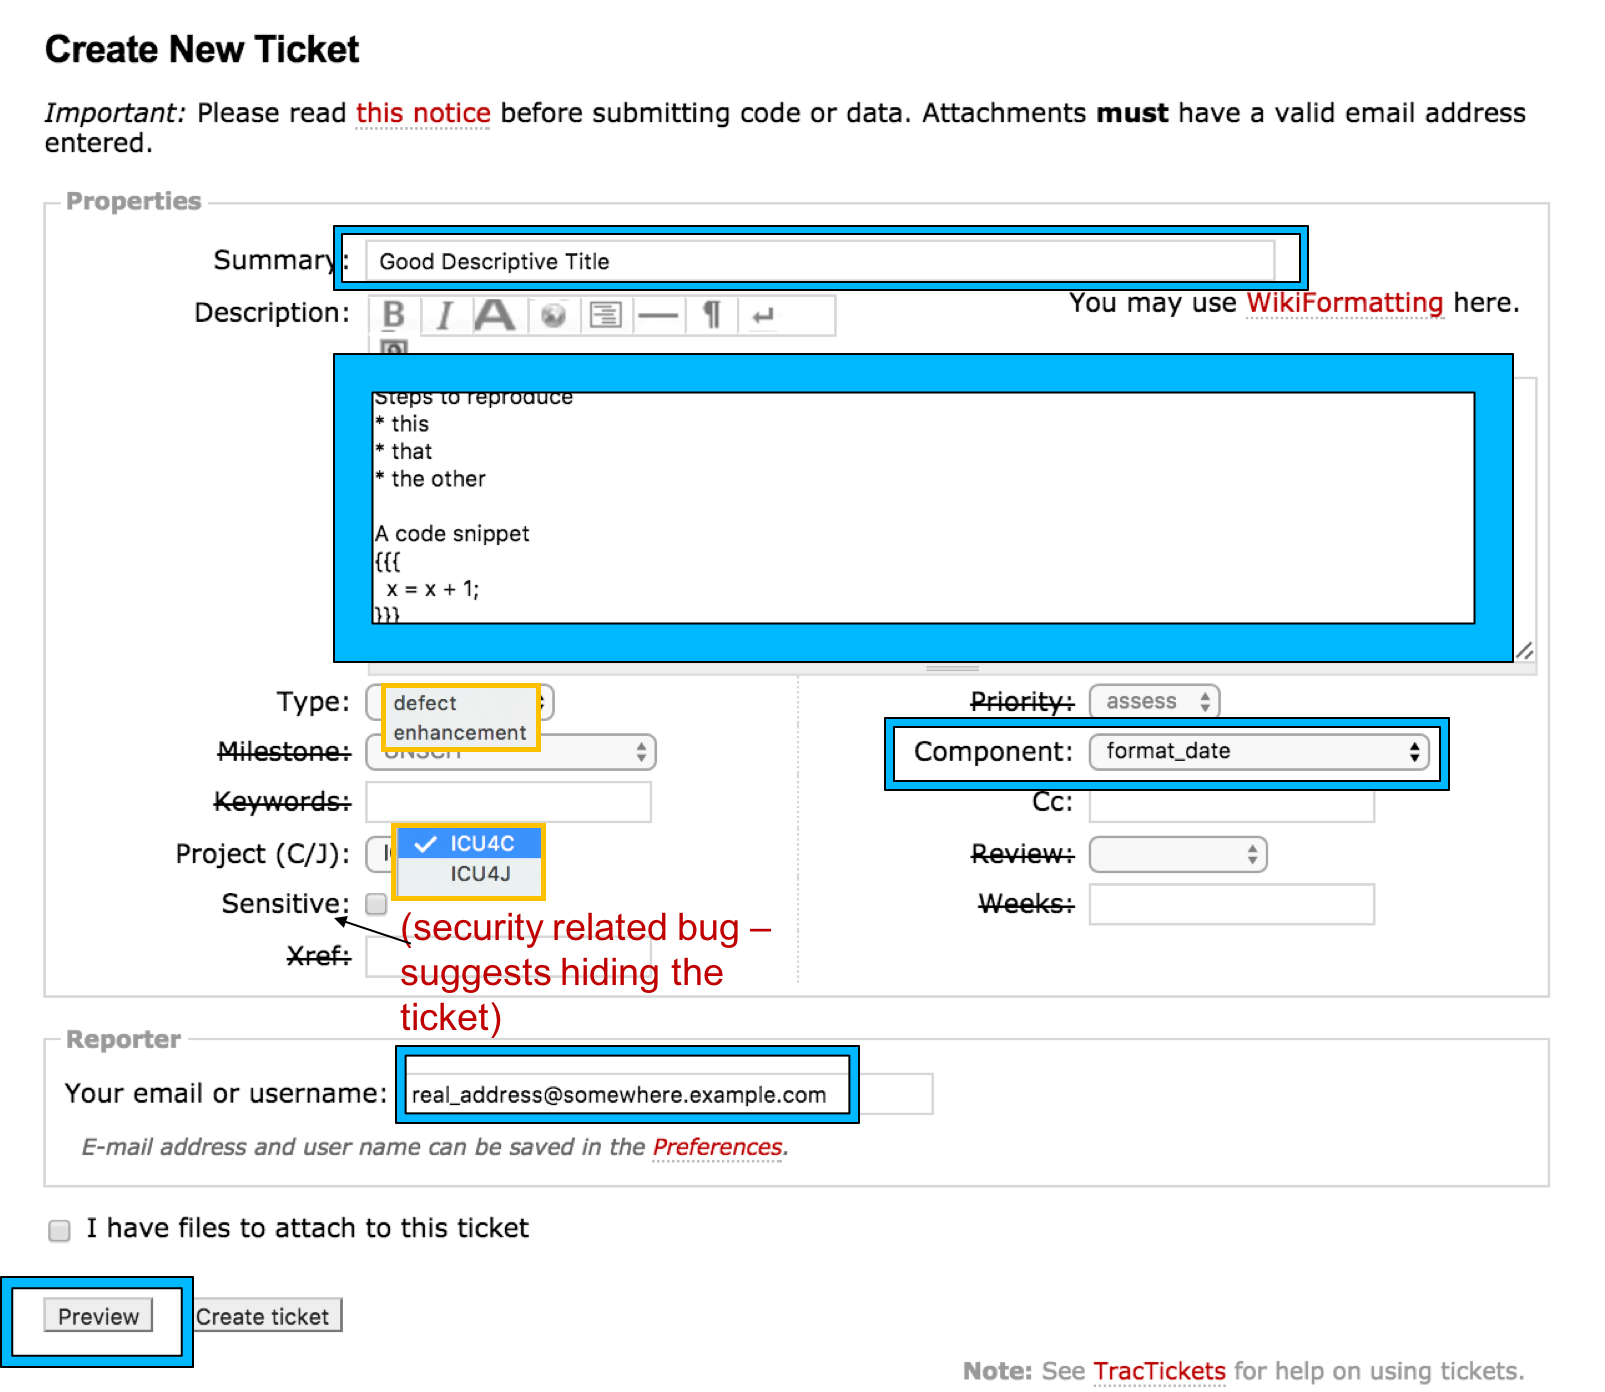 Create New Ticket
Important: Please read this notice before submitting code or data. Attachments must have a valid email address
entered.
Properties
Summary: Good Descriptive Title
Description: B I A ¶ ↵ You may use WikiFormatting here.
Steps to reproduce
* this
* that
* the other
A code snippet
{{{
x = x + 1;
}}}
Type: defect Priority: assess
enhancement
Milestone: Component: format_date
Keywords: Cc:
Project (C/J): ✓ ICU4C Review:
ICU4J
Sensitive: Weeks:
(security related bug –
Xref: suggests hiding the
ticket)
Reporter
Your email or username: real_address@somewhere.example.com
E-mail address and user name can be saved in the Preferences.
I have files to attach to this ticket
Preview Create ticket
Note: See TracTickets for help on using tickets.